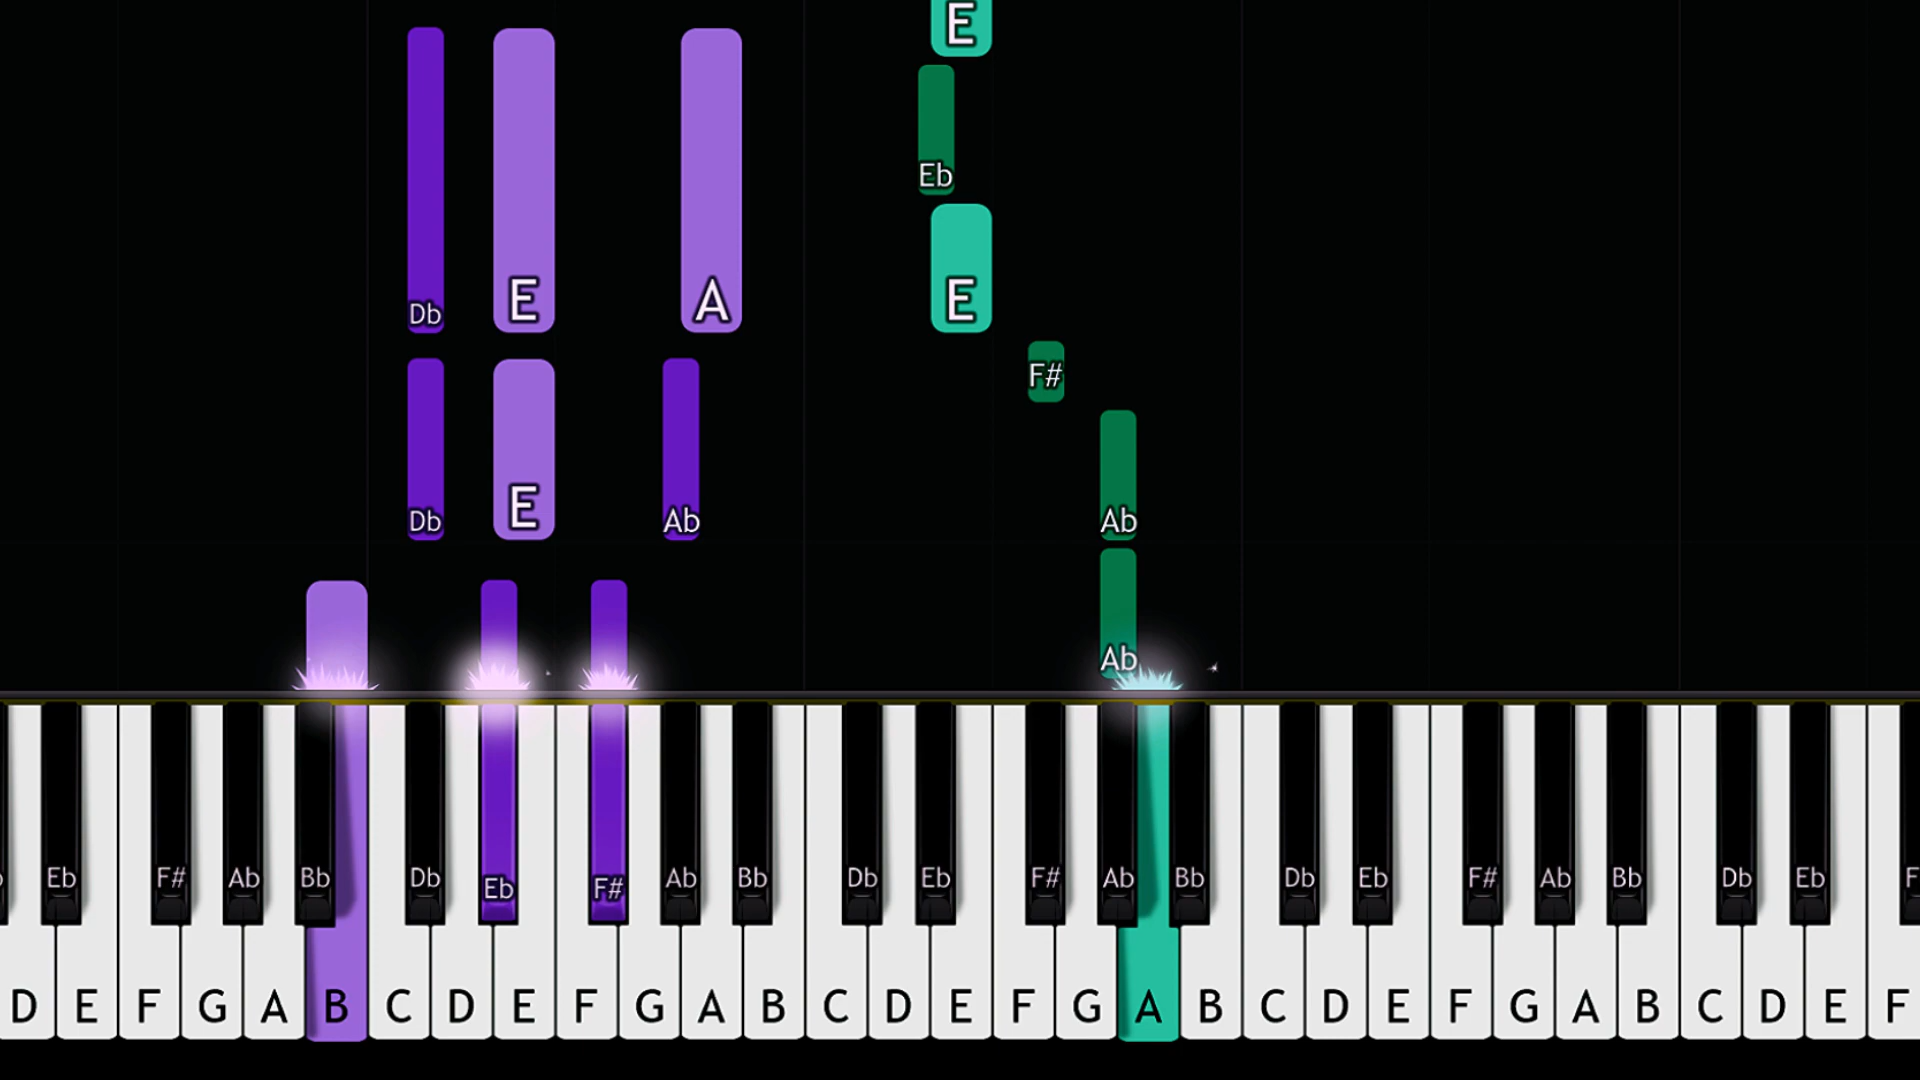 E
Eb
Db E A E
F#
Db E Ab Ab
Ab
Eb F# Ab Bb Db Eb F# Ab Bb Db Eb F# Ab Bb Db Eb F# Ab Bb Db Eb F
D E F G A B C D E F G A B C D E F G A B C D E F G A B C D E F